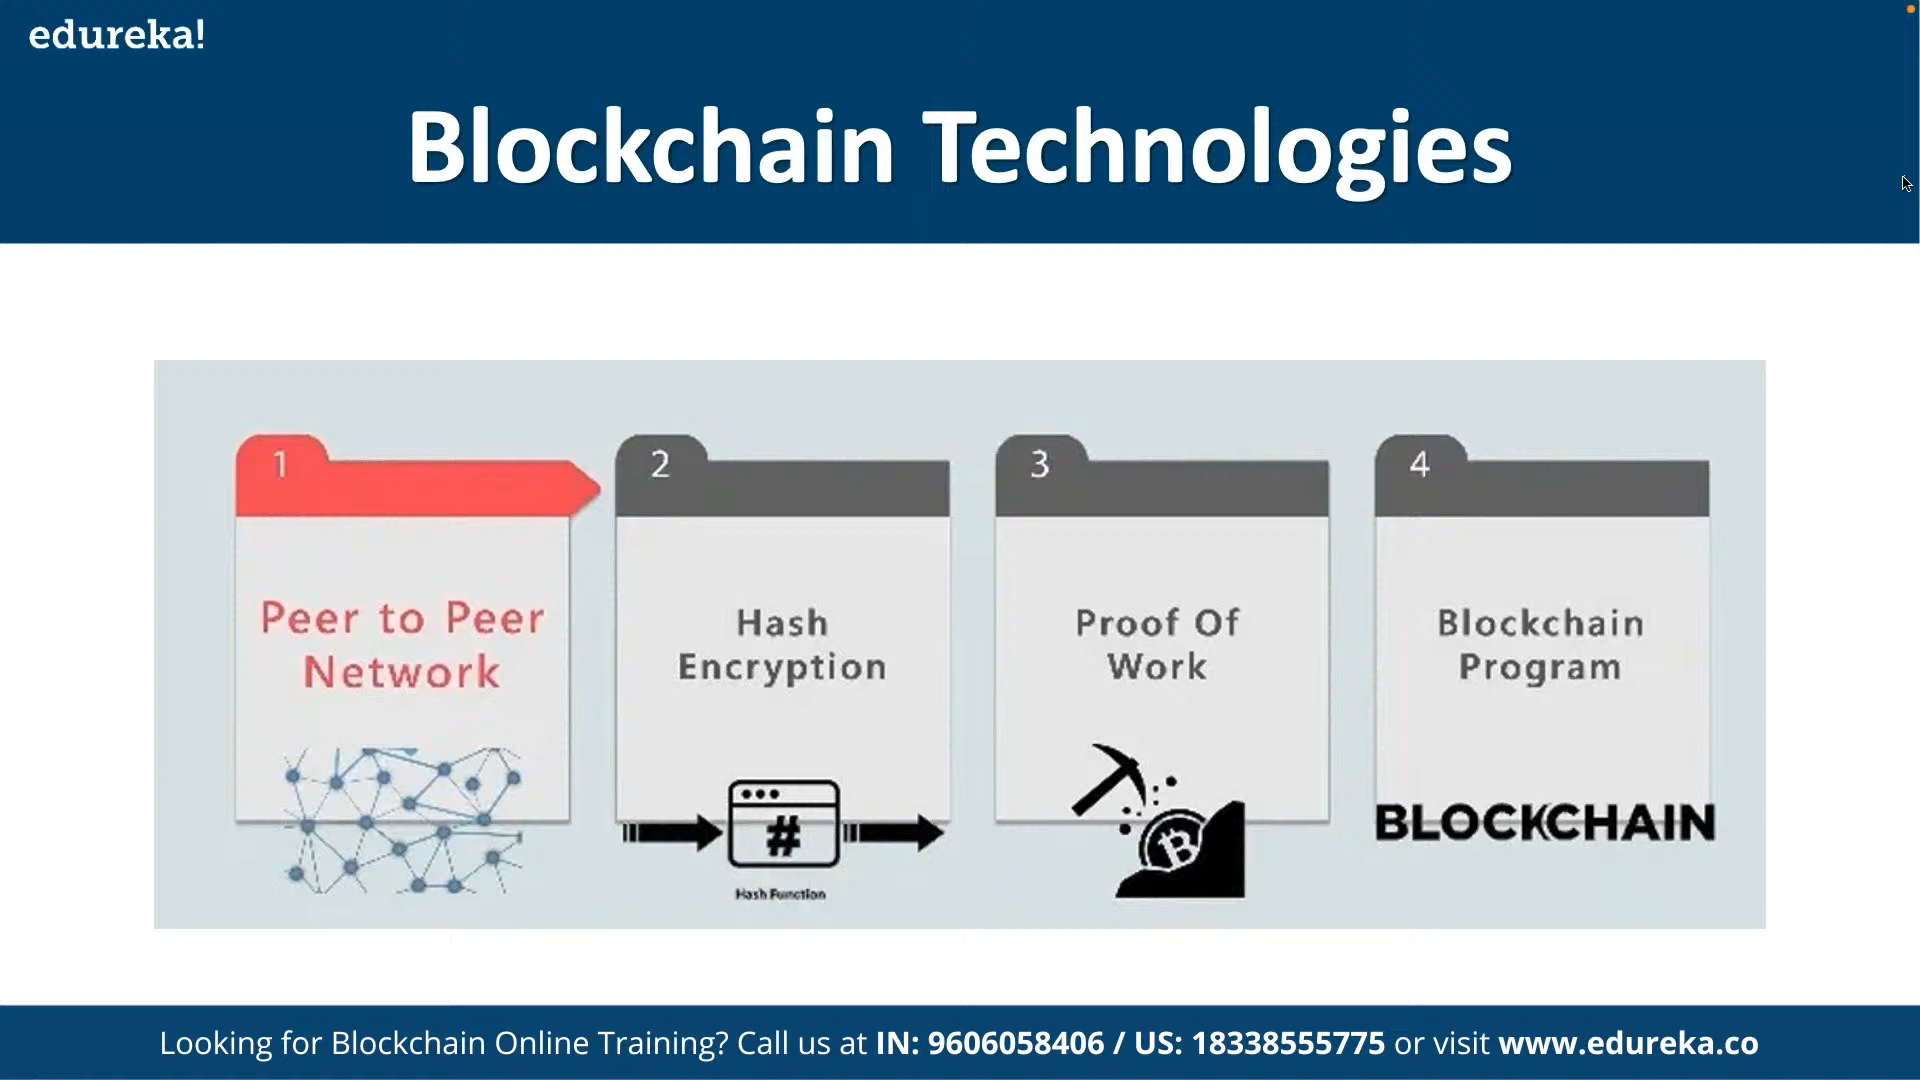 edureka!
Blockchain Technologies
1
Peer to Peer
Network
2
Hash
Encryption
#
Hash Function
3
Proof Of
Work
4
Blockchain
Program
BLOCKCHAIN
Looking for Blockchain Online Training? Call us at IN: 9606058406 / US: 18338555775 or visit www.edureka.co